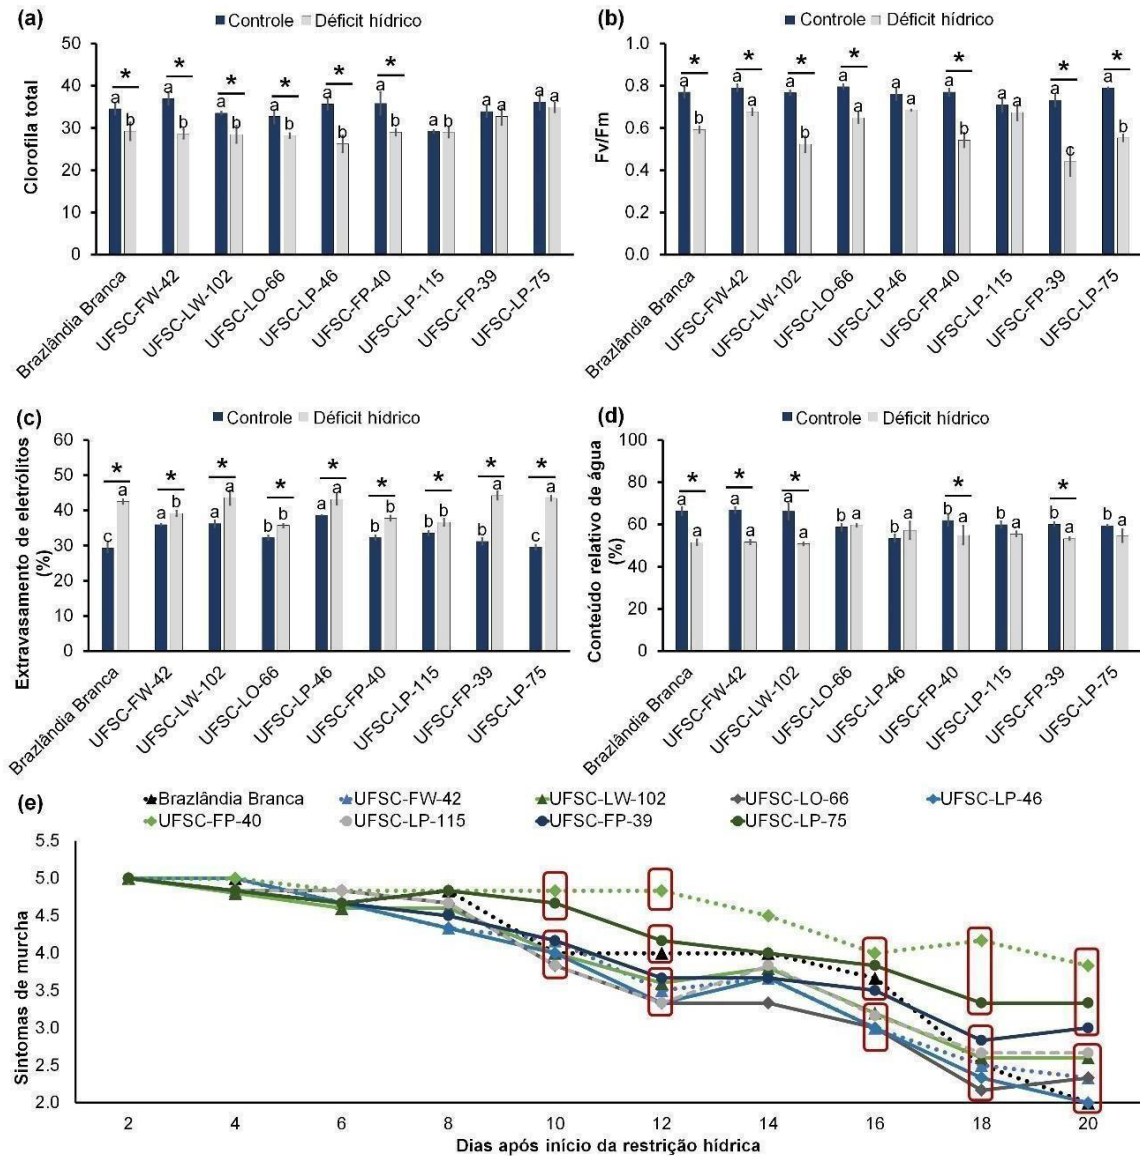 (a)
Controle Déficit hídrico
Clorofila total
50
40
30
20
10
0
* * * * * *
a b a b a b a b a b a b a a a a a a
Brazlândia Branca
UFSC-FW-42
UFSC-LW-102
UFSC-LO-66
UFSC-LP-46
UFSC-FP-40
UFSC-LP-115
UFSC-FP-39
UFSC-LP-75
(b)
Controle Déficit hídrico
Fv/Fm
1.0
0.8
0.6
0.4
0.2
0.0
* * * * * * *
a b a a a b a a a a a b a a a c a b
Brazlândia Branca
UFSC-FW-42
UFSC-LW-102
UFSC-LO-66
UFSC-LP-46
UFSC-FP-40
UFSC-LP-115
UFSC-FP-39
UFSC-LP-75
(c)
Controle Déficit hídrico
Extravasamento de eletrólitos
(%)
60
50
40
30
20
10
0
* * * * * * * * *
c a a b a a b b a a b b b b b a c a
Brazlândia Branca
UFSC-FW-42
UFSC-LW-102
UFSC-LO-66
UFSC-LP-46
UFSC-FP-40
UFSC-LP-115
UFSC-FP-39
UFSC-LP-75
(d)
Controle Déficit hídrico
Conteúdo relativo de água
(%)
100
80
60
40
20
0
* * * * *
a a a a a a b a b a b a b a b a b a
Brazlândia Branca
UFSC-FW-42
UFSC-LW-102
UFSC-LO-66
UFSC-LP-46
UFSC-FP-40
UFSC-LP-115
UFSC-FP-39
UFSC-LP-75
(e)
Brazlândia Branca UFSC-FW-42 UFSC-LW-102 UFSC-LO-66 UFSC-LP-46
UFSC-FP-40 UFSC-LP-115 UFSC-FP-39 UFSC-LP-75
Sintomas de murcha
5.5
5.0
4.5
4.0
3.5
3.0
2.5
2.0
2 4 6 8 10 12 14 16 18 20
Dias após início da restrição hídrica